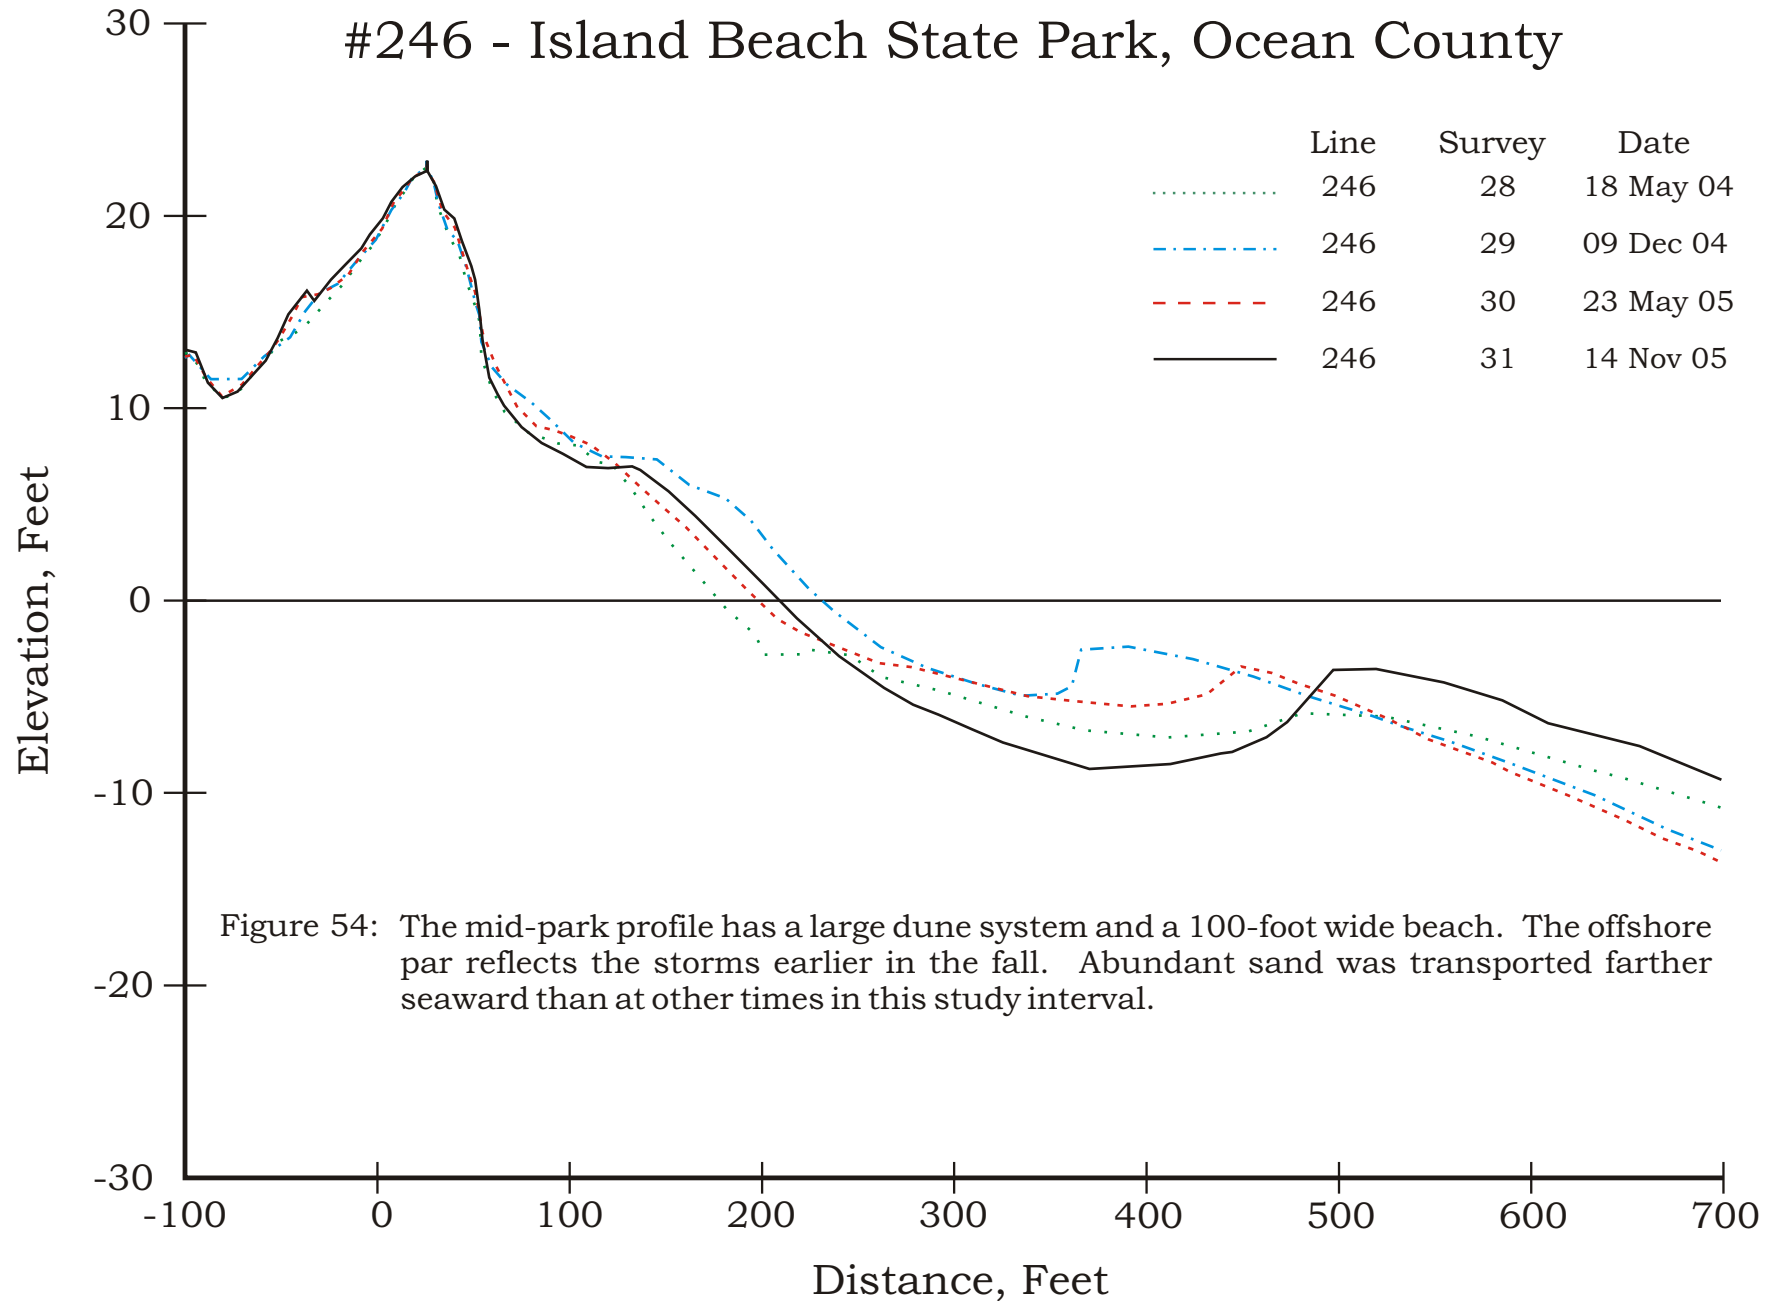 #246 - Island Beach State Park, Ocean County
Line Survey Date
246 28 18 May 04
246 29 09 Dec 04
246 30 23 May 05
246 31 14 Nov 05
30
20
10
0
-10
-20
-30
Elevation, Feet
Figure 54: The mid-park profile has a large dune system and a 100-foot wide beach. The offshore
par reflects the storms earlier in the fall. Abundant sand was transported farther
seaward than at other times in this study interval.
-100 0 100 200 300 400 500 600 700
Distance, Feet